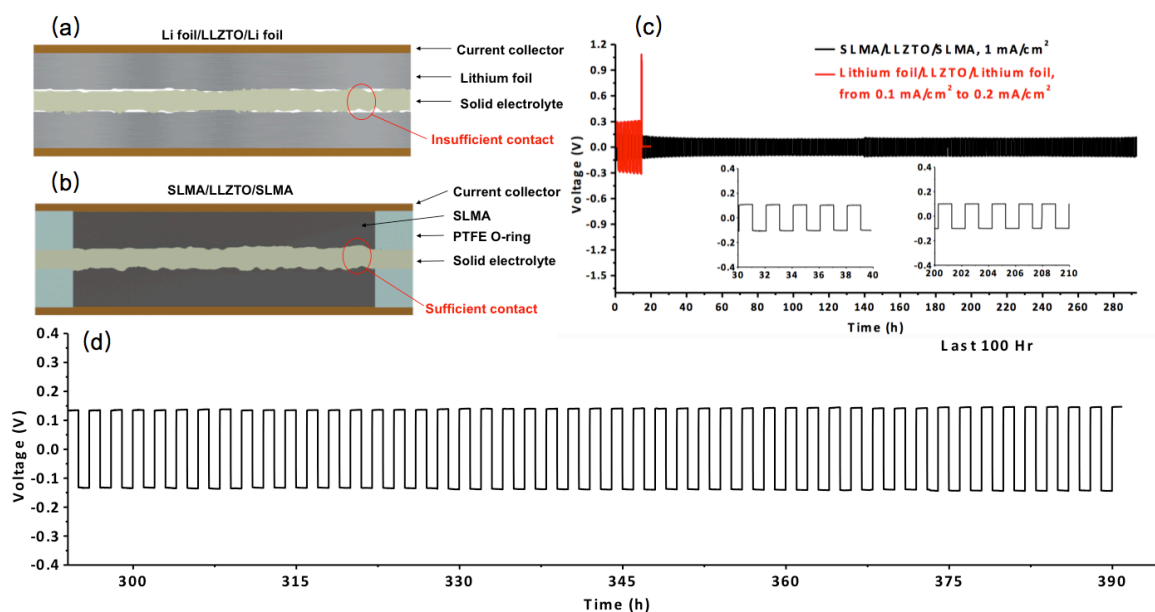 (a)
Li foil/LLZTO/Li foil
Current collector
Lithium foil
Solid electrolyte
Insufficient contact
(b)
SLMA/LLZTO/SLMA
Current collector
SLMA
PTFE O-ring
Solid electrolyte
Sufficient contact
(c)
SLMA/LLZTO/SLMA, 1 mA/cm²
Lithium foil/LLZTO/Lithium foil,
from 0.1 mA/cm² to 0.2 mA/cm²
Voltage (V)
1.2
0.9
0.6
0.3
0.0
-0.3
-0.6
-0.9
-1.2
-1.5
0.4
0.2
0.0
-0.2
-0.4
30 32 34 36 38 40
0.4
0.2
0.0
-0.2
-0.4
200 202 204 206 208 210
0 20 40 60 80 100 120 140 160 180 200 220 240 260 280
Time (h)
Last 100 Hr
(d)
Voltage (V)
0.4
0.3
0.2
0.1
0.0
-0.1
-0.2
-0.3
-0.4
300 315 330 345 360 375 390
Time (h)